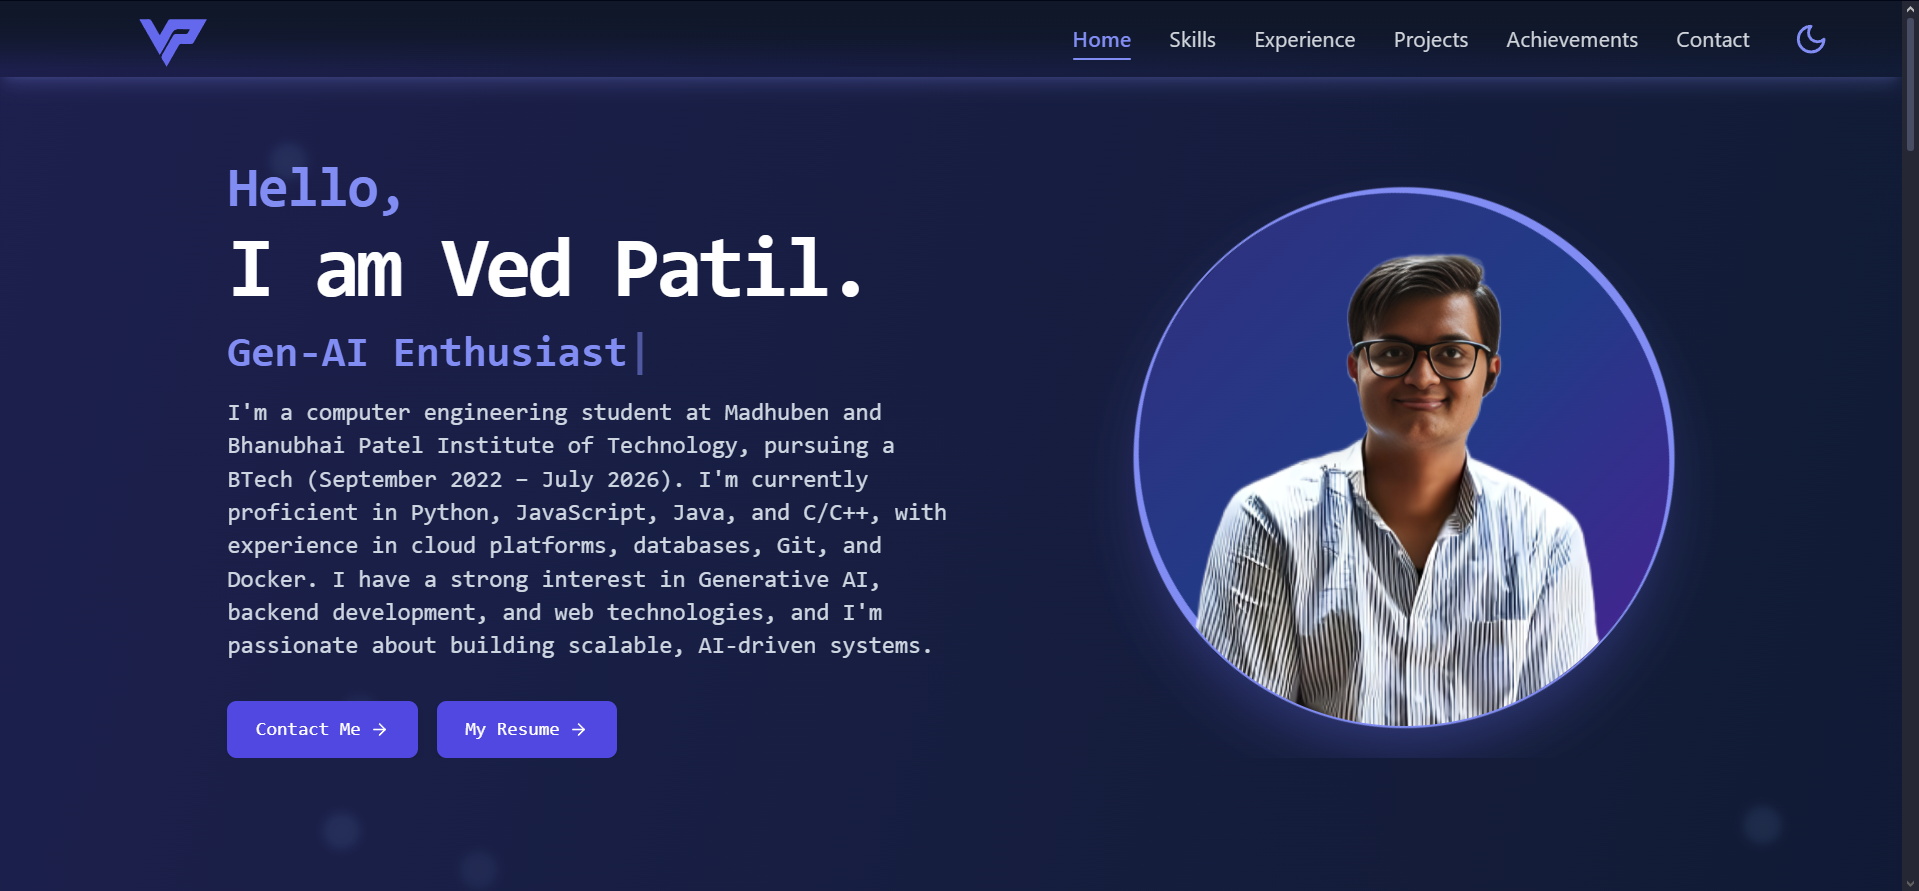 VP
Home Skills Experience Projects Achievements Contact
Hello,
I am Ved Patil.
Gen-AI Enthusiast
I'm a computer engineering student at Madhuben and
Bhanubhai Patel Institute of Technology, pursuing a
BTech (September 2022 – July 2026). I'm currently
proficient in Python, JavaScript, Java, and C/C++, with
experience in cloud platforms, databases, Git, and
Docker. I have a strong interest in Generative AI,
backend development, and web technologies, and I'm
passionate about building scalable, AI-driven systems.
Contact Me → My Resume →